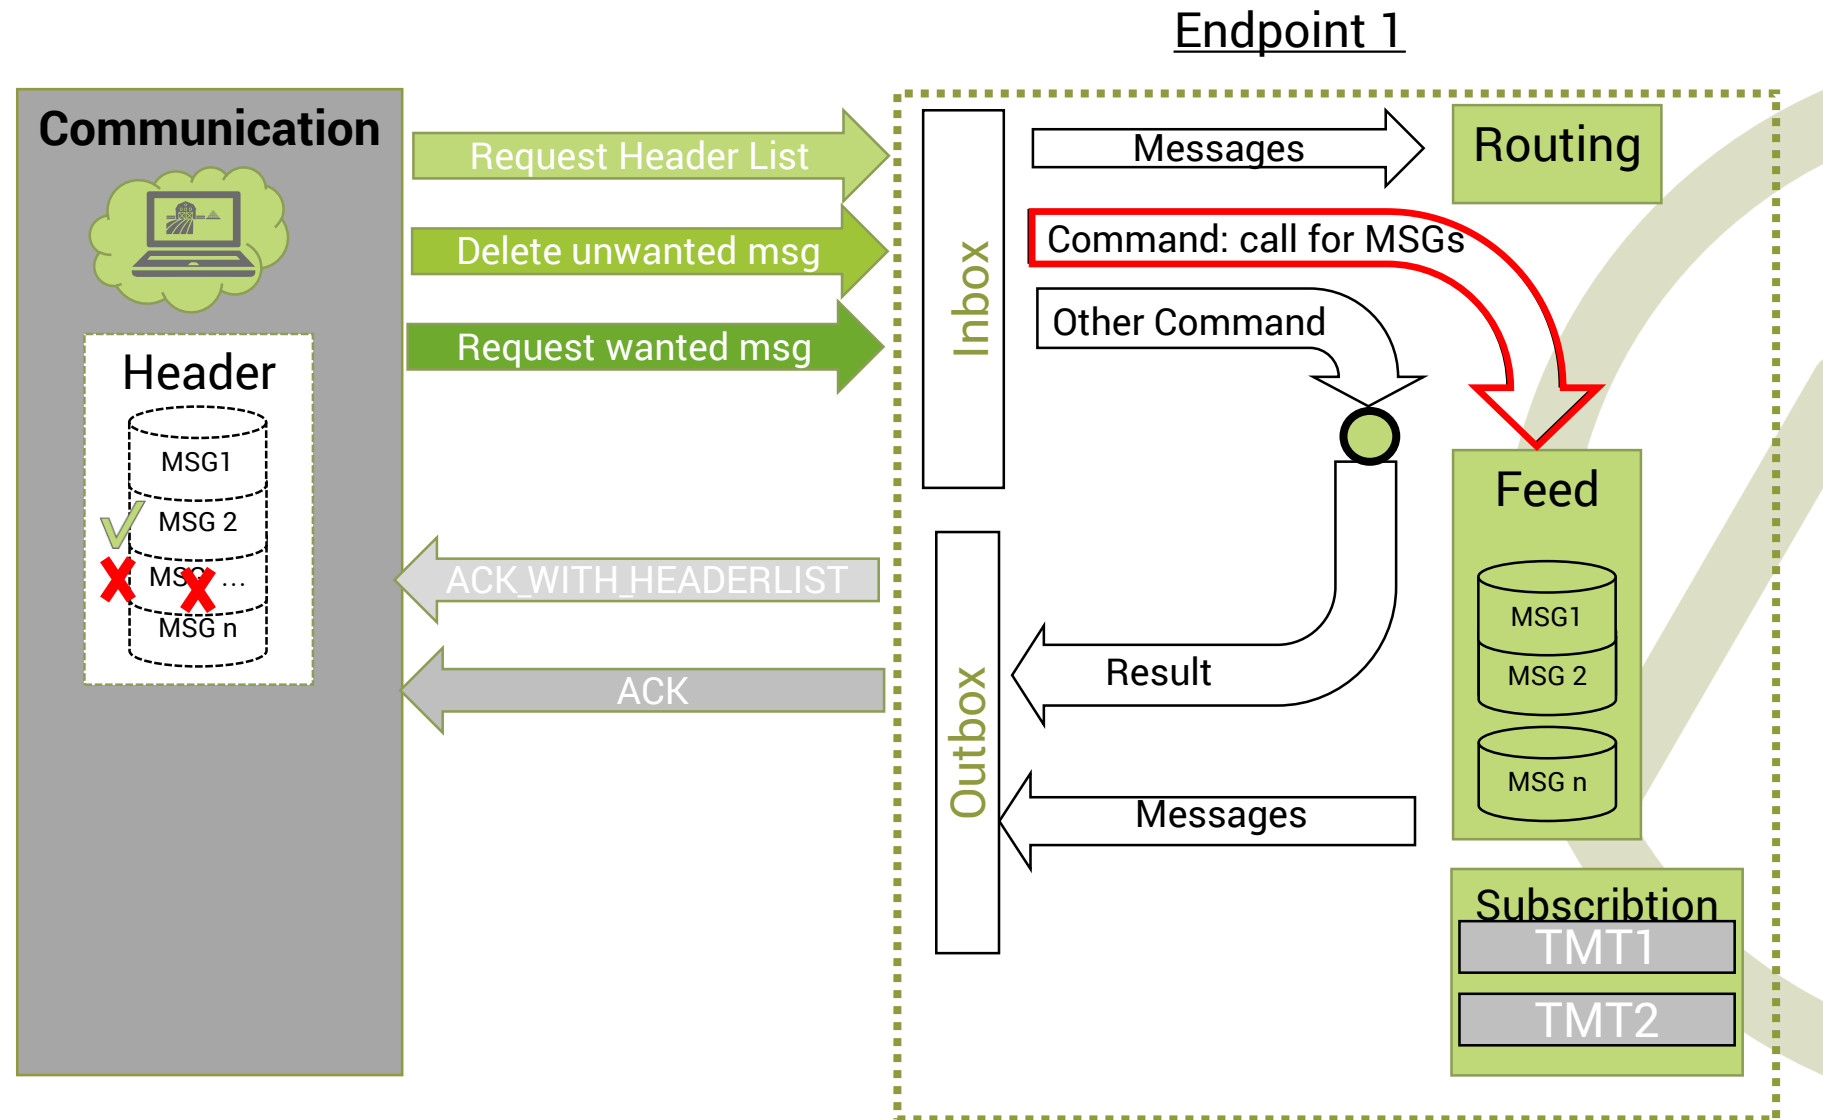 Endpoint 1
Communication
Header
MSG1
MSG 2
MSG ...
MSG n
Request Header List
Delete unwanted msg
Request wanted msg
ACK_WITH_HEADERLIST
ACK
Inbox
Outbox
Messages
Command: call for MSGs
Other Command
Result
Messages
Routing
Feed
MSG1
MSG 2
MSG n
Subscribtion
TMT1
TMT2